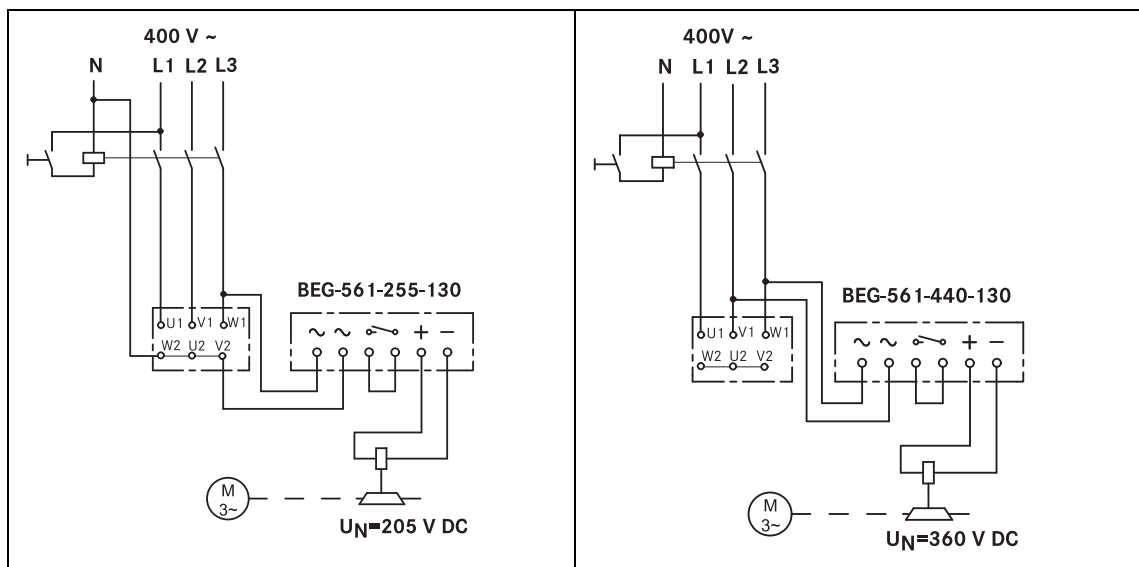 400 V ~
N L1 L2 L3
BEG-561-255-130
U1 V1 W1
W2 U2 V2
∼ ∼ + −
M
3~
UN=205 V DC
400V ~
N L1 L2 L3
BEG-561-440-130
U1 V1 W1
W2 U2 V2
∼ ∼ + −
M
3~
UN=360 V DC